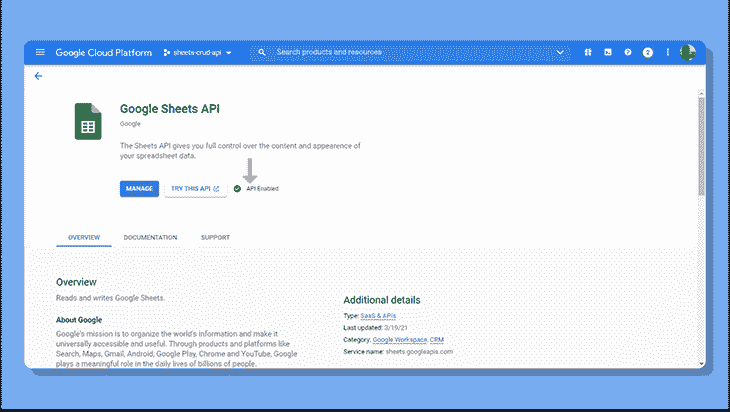 Google Cloud Platform
sheets-crud-api
Search products and resources
2
Google Sheets API
Google
The Sheets API gives you full control over the content and appearence of
your spreadsheet data.
MANAGE
TRY THIS API
API Enabled
OVERVIEW
DOCUMENTATION
SUPPORT
Overview
Reads and writes Google Sheets.
About Google
Google's mission is to organize the world's information and make it
universally accessible and useful. Through products and platforms like
Search, Maps, Gmail, Android, Google Play, Chrome and YouTube, Google
plays a meaningful role in the daily lives of billions of people.
Additional details
Type: SaaS & APIs
Last updated: 3/19/21
Category: Google Workspace, CRM
Service name: sheets.googleapis.com